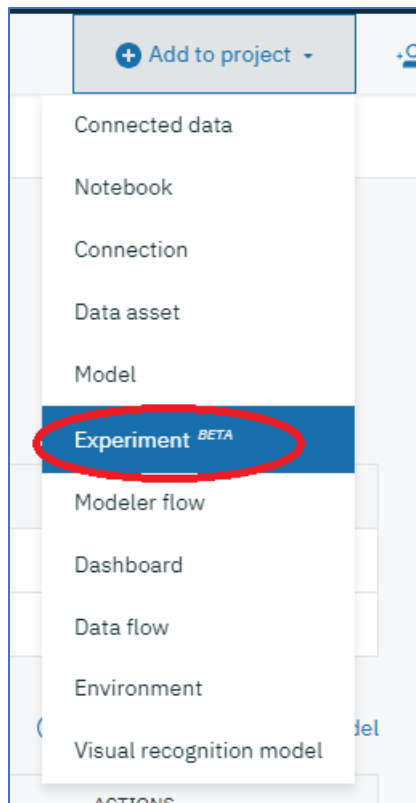 Add to project
Connected data
Notebook
Connection
Data asset
Model
Experiment BETA
Modeler flow
Dashboard
Data flow
Environment
Visual recognition model